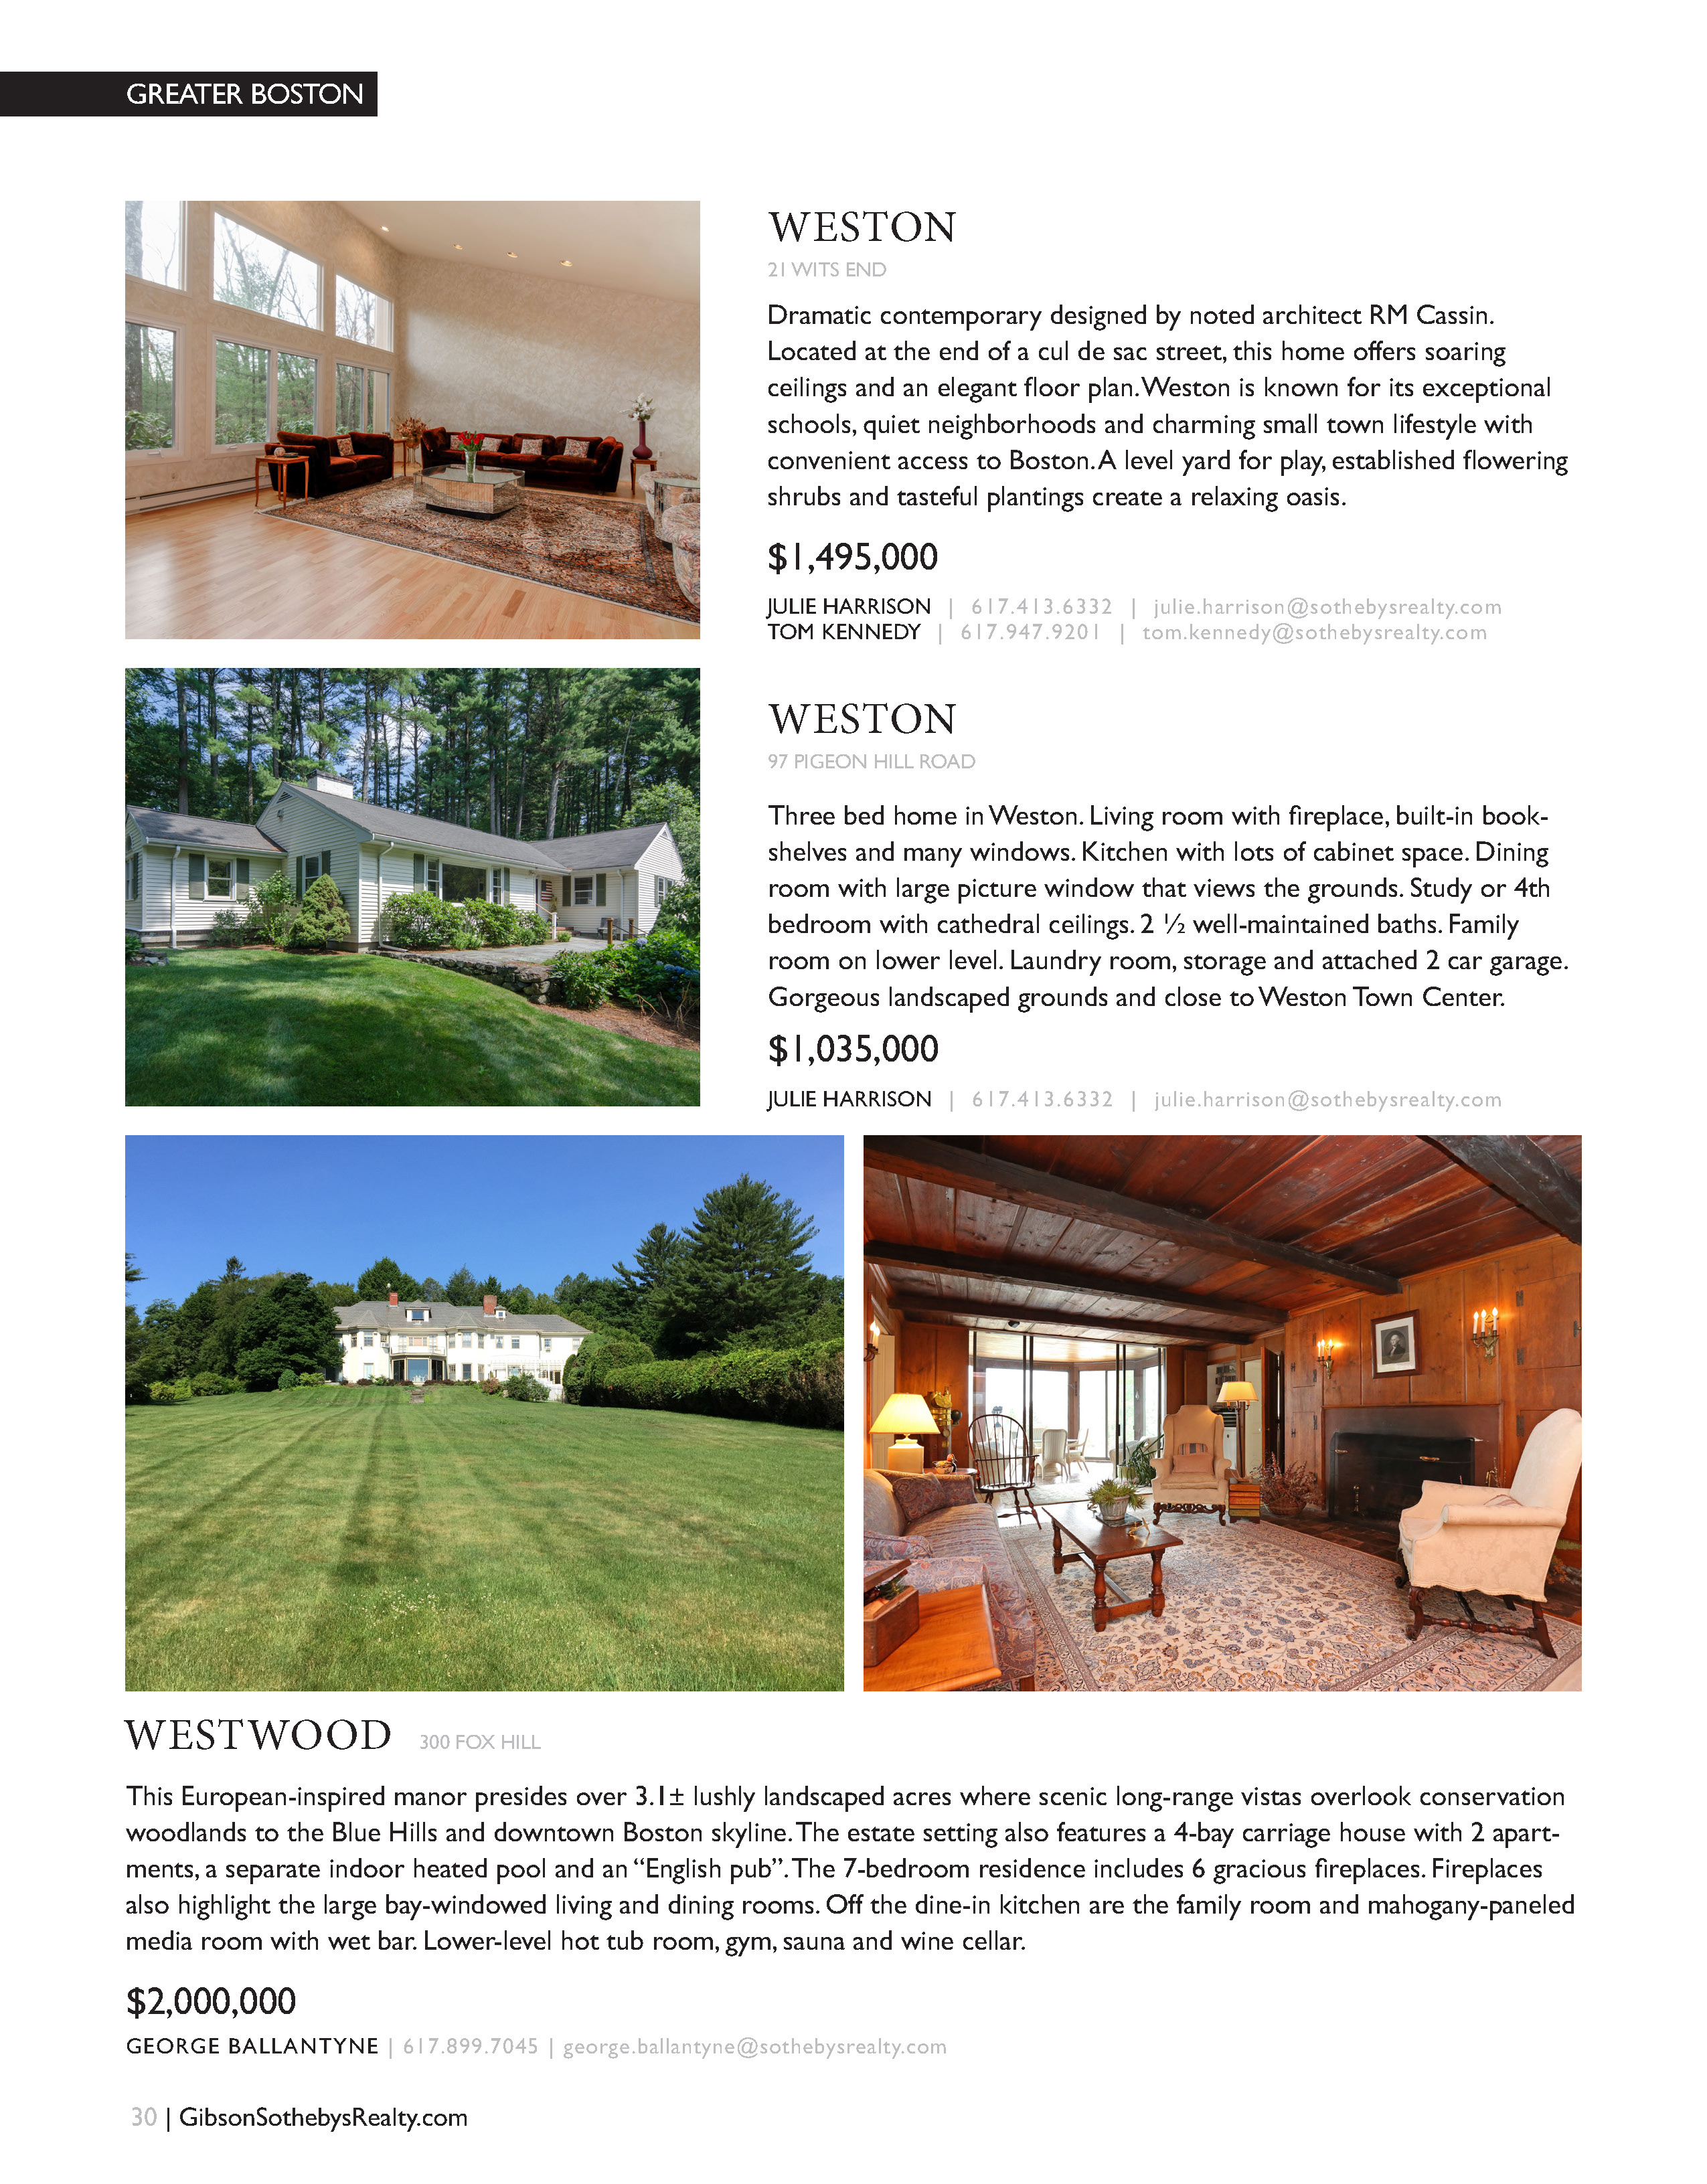 GREATER BOSTON
WESTON
21 WITS END
Dramatic contemporary designed by noted architect RM Cassin.
Located at the end of a cul de sac street, this home offers soaring
ceilings and an elegant floor plan. Weston is known for its exceptional
schools, quiet neighborhoods and charming small town lifestyle with
convenient access to Boston. A level yard for play, established flowering
shrubs and tasteful plantings create a relaxing oasis.
$1,495,000
JULIE HARRISON | 617.413.6332 | julie.harrison@sothebysrealty.com
TOM KENNEDY | 617.947.9201 | tom.kennedy@sothebysrealty.com
WESTON
97 PIGEON HILL ROAD
Three bed home in Weston. Living room with fireplace, built-in book-
shelves and many windows. Kitchen with lots of cabinet space. Dining
room with large picture window that views the grounds. Study or 4th
bedroom with cathedral ceilings. 2 ½ well-maintained baths. Family
room on lower level. Laundry room, storage and attached 2 car garage.
Gorgeous landscaped grounds and close to Weston Town Center.
$1,035,000
JULIE HARRISON | 617.413.6332 | julie.harrison@sothebysrealty.com
WESTWOOD 300 FOX HILL
This European-inspired manor presides over 3.1± lushly landscaped acres where scenic long-range vistas overlook conservation
woodlands to the Blue Hills and downtown Boston skyline. The estate setting also features a 4-bay carriage house with 2 apart-
ments, a separate indoor heated pool and an “English pub”. The 7-bedroom residence includes 6 gracious fireplaces. Fireplaces
also highlight the large bay-windowed living and dining rooms. Off the dine-in kitchen are the family room and mahogany-paneled
media room with wet bar. Lower-level hot tub room, gym, sauna and wine cellar.
$2,000,000
GEORGE BALLANTYNE | 617.899.7045 | george.ballantyne@sothebysrealty.com
30 | GibsonSothebysRealty.com